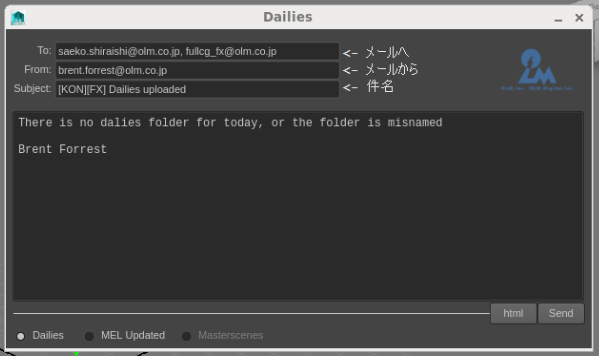 Dailies
To: saeko.shiraishi@olm.co.jp, fullcg_fx@olm.co.jp <- メールへ
From: brent.forrest@olm.co.jp <- メールから
Subject: [KON][FX] Dailies uploaded <- 件名
There is no dalies folder for today, or the folder is misnamed
Brent Forrest
html Send
Dailies MEL Updated Masterscenes